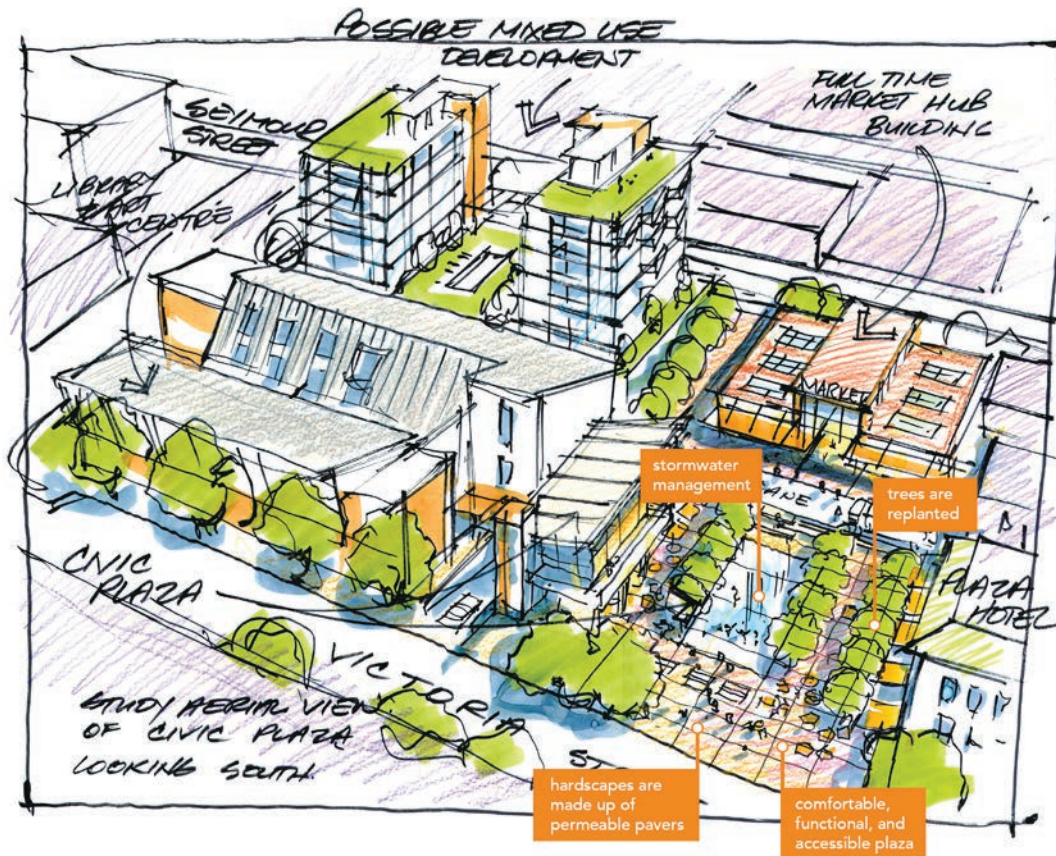 POSSIBLE MIXED USE
DEVELOPMENT
FULL TIME
MARKET HUB
BUILDING
SEYMOUR
STREET
LIBRARY
& ART
CENTRE
MARKET
stormwater
management
LANE
trees are
replanted
CIVIC
PLAZA
PLAZA
HOTEL
VICTORIA
ST.
STUDY AERIAL VIEW
OF CIVIC PLAZA
LOOKING SOUTH
hardscapes are
made up of
permeable pavers
comfortable,
functional, and
accessible plaza